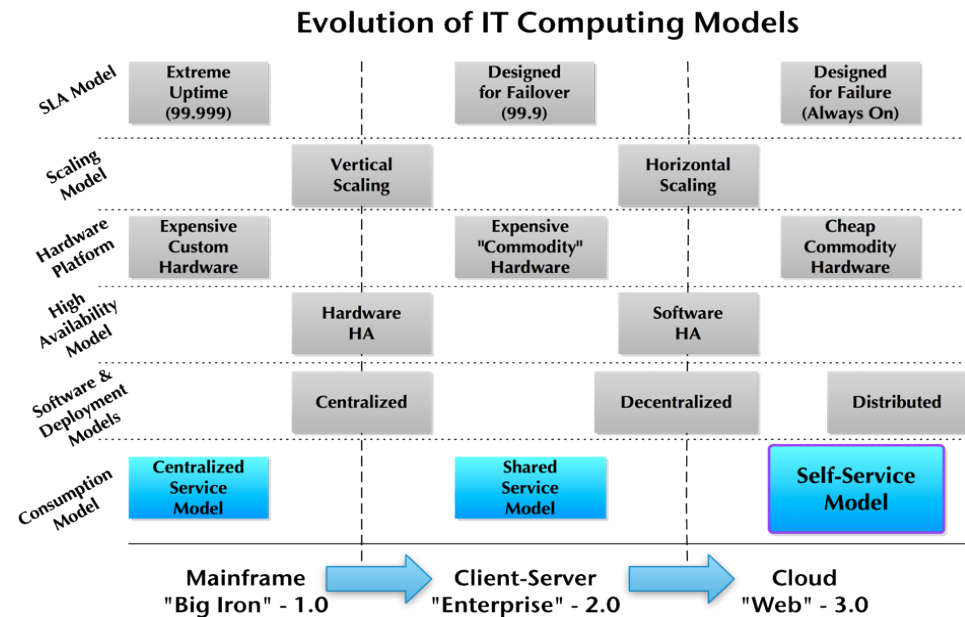 Evolution of IT Computing Models
SLA Model
Extreme
Uptime
(99.999)
Designed
for Failover
(99.9)
Designed
for Failure
(Always On)
Scaling
Model
Vertical
Scaling
Horizontal
Scaling
Hardware
Platform
Expensive
Custom
Hardware
Expensive
"Commodity"
Hardware
Cheap
Commodity
Hardware
High
Availability
Model
Hardware
HA
Software
HA
Software &
Deployment
Models
Centralized
Decentralized
Distributed
Consumption
Model
Centralized
Service
Model
Shared
Service
Model
Self-Service
Model
Mainframe
"Big Iron" - 1.0
Client-Server
"Enterprise" - 2.0
Cloud
"Web" - 3.0